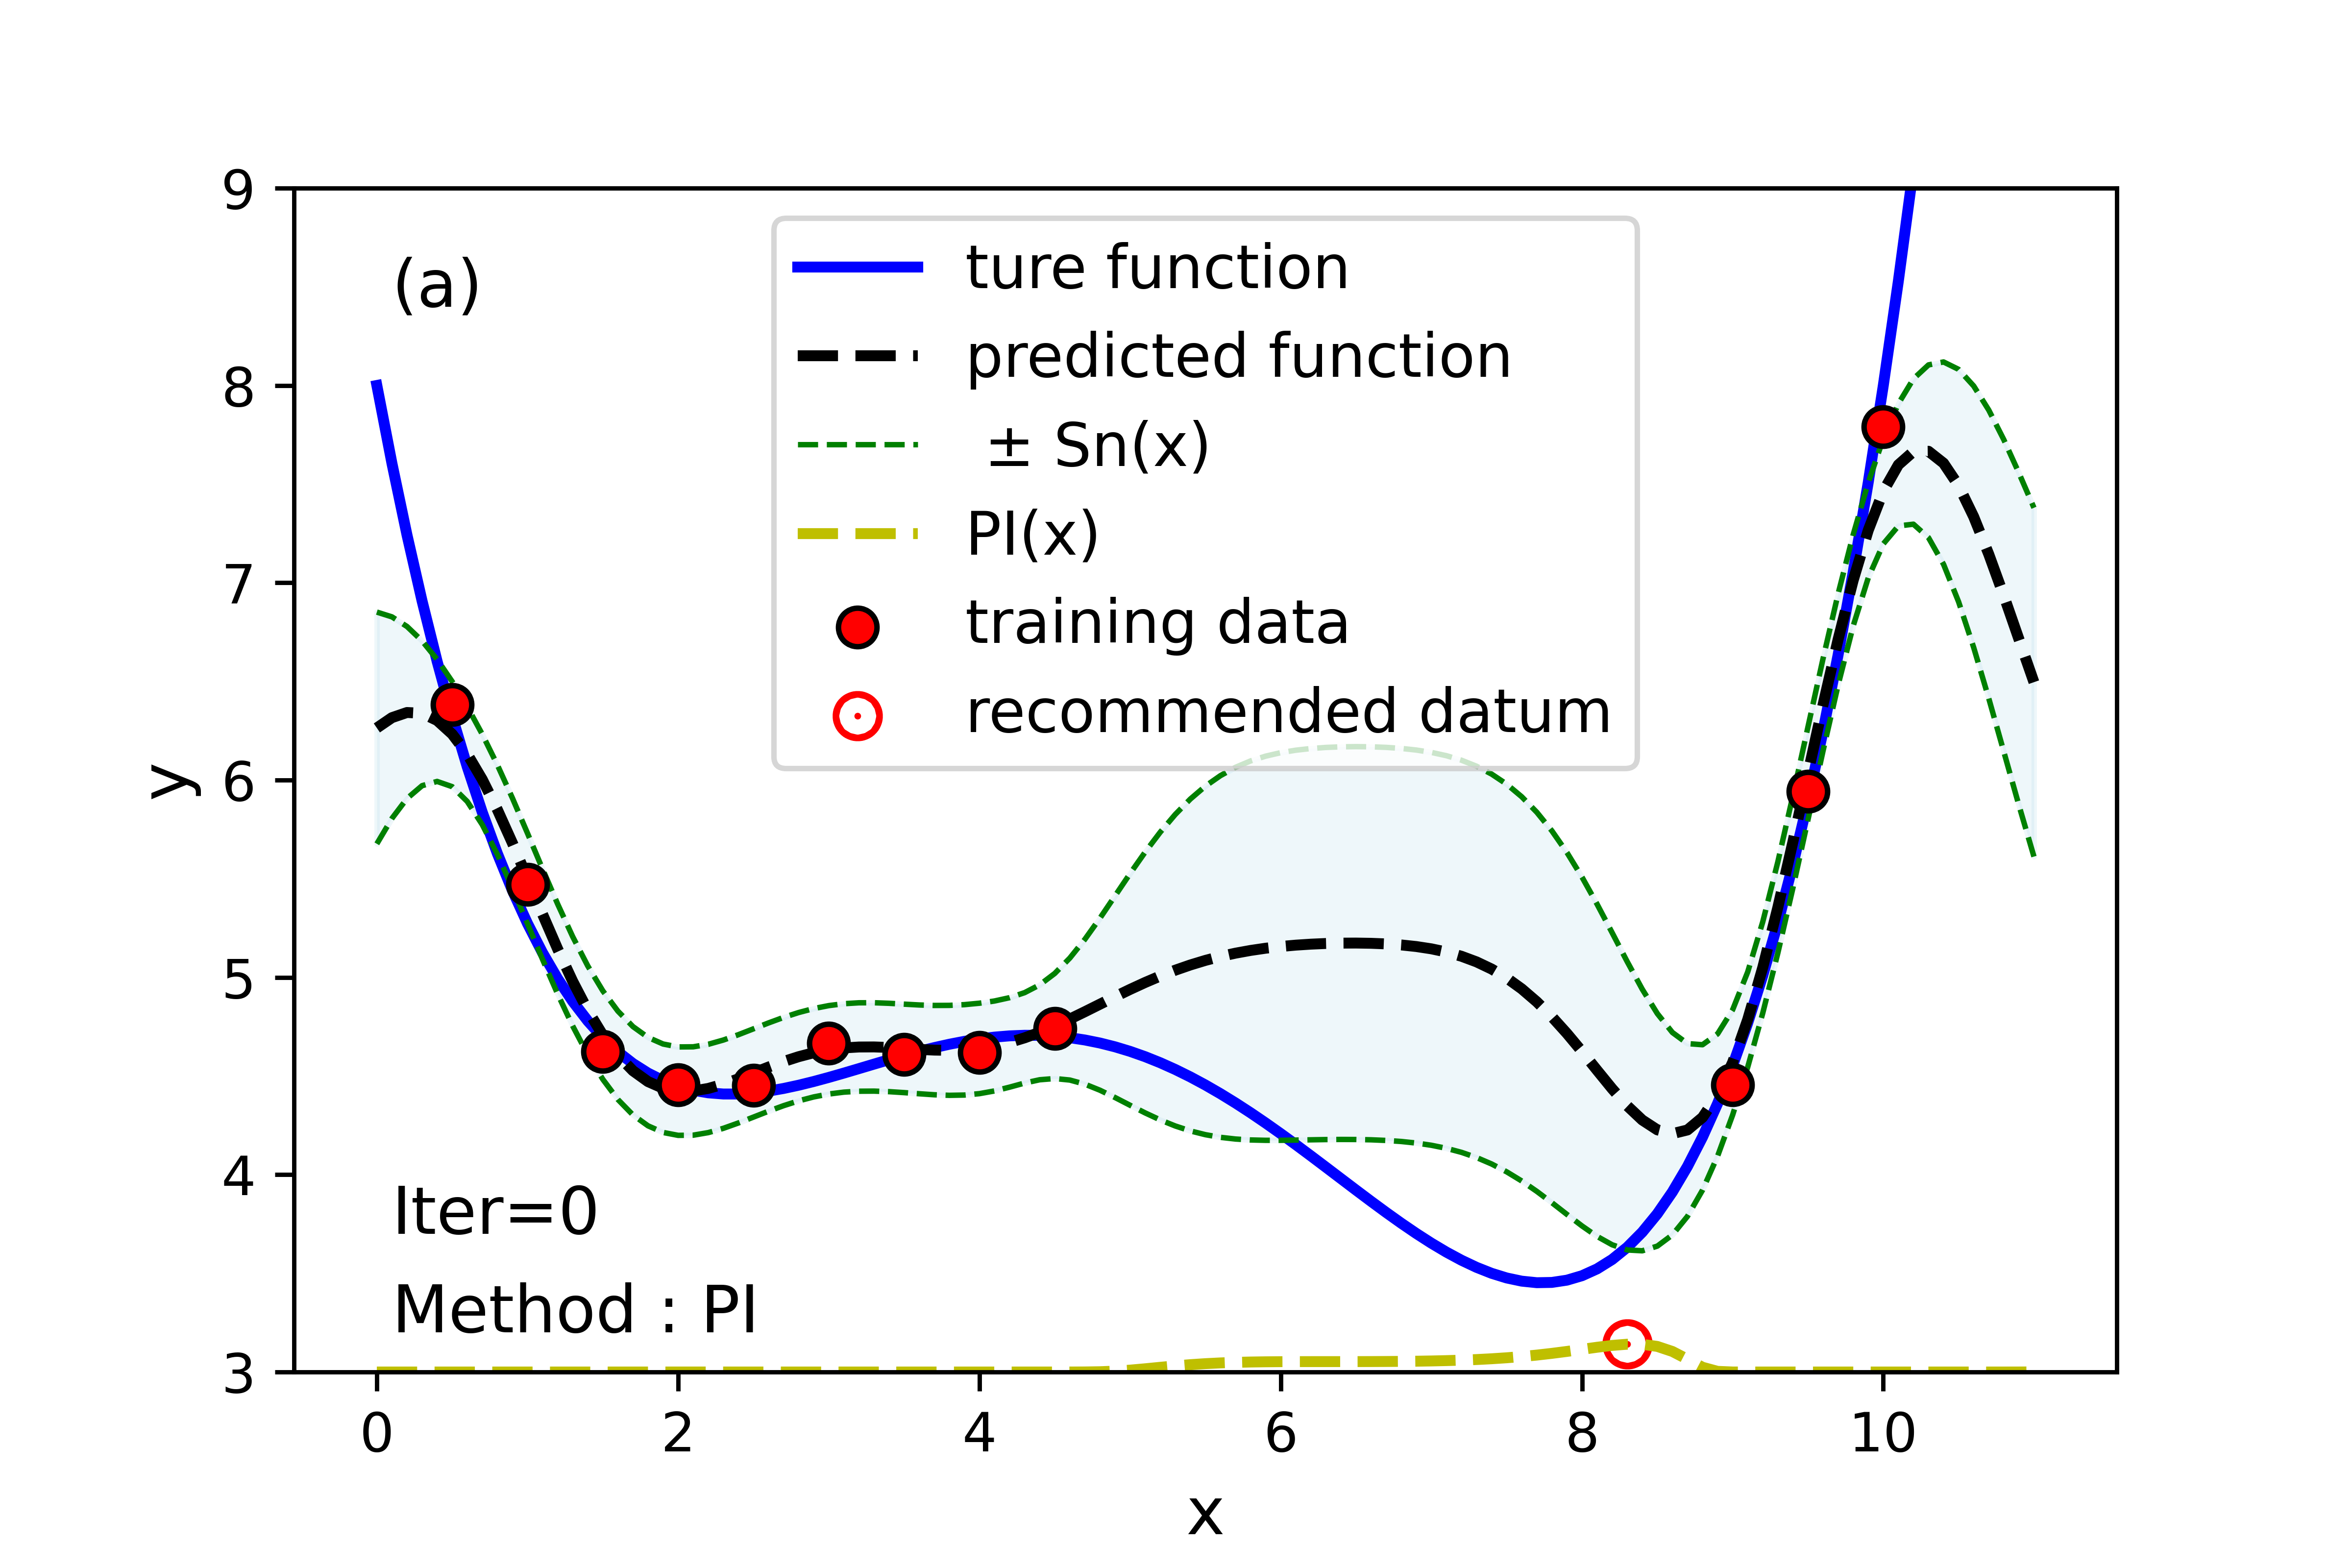 (a)
ture function
predicted function
± Sn(x)
PI(x)
training data
recommended datum
Iter=0
Method : PI
y
9
8
7
6
5
4
3
0 2 4 6 8 10
x